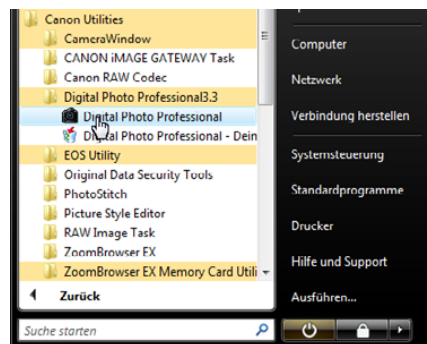 Canon Utilities
CameraWindow
CANON iMAGE GATEWAY Task
Canon RAW Codec
Digital Photo Professional3.3
Digital Photo Professional
Digital Photo Professional - Dein
EOS Utility
Original Data Security Tools
PhotoStitch
Picture Style Editor
RAW Image Task
ZoomBrowser EX
ZoomBrowser EX Memory Card Utili
Zurück
Suche starten
Computer
Netzwerk
Verbindung herstellen
Systemsteuerung
Standardprogramme
Drucker
Hilfe und Support
Ausführen...